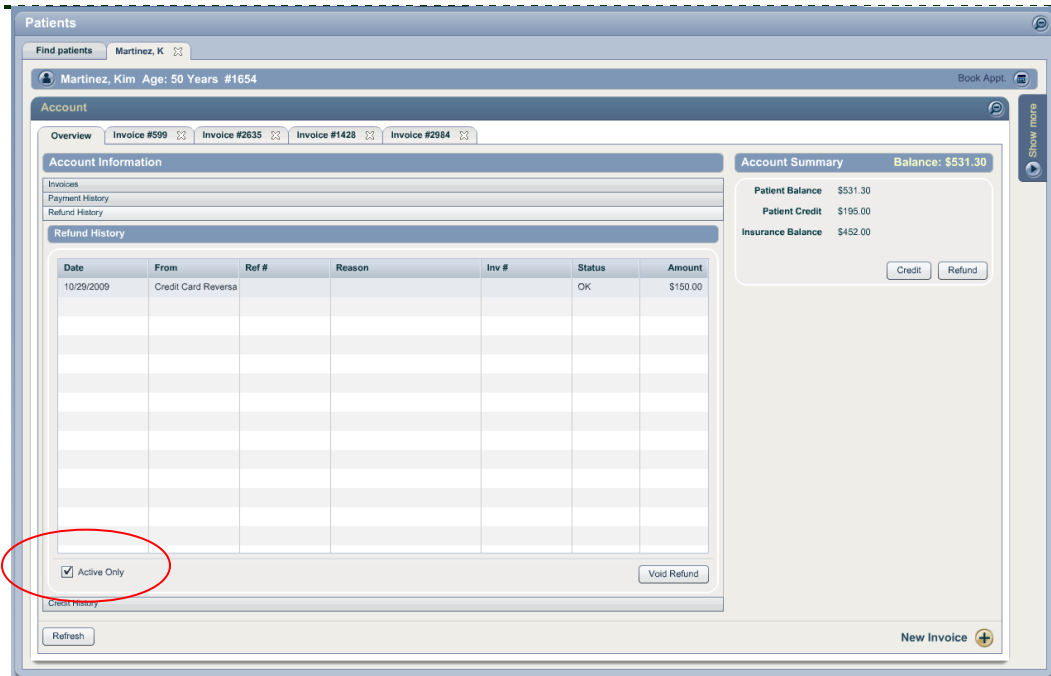 Patients
Find patients
Martinez, K
Martinez, Kim Age: 50 Years #1654
Book Appt.
Account
Show more
Overview
Invoice #599
Invoice #2635
Invoice #1428
Invoice #2984
Account Information
Account Summary
Balance: $531.30
Invoices
Payment History
Refund History
Patient Balance $531.30
Patient Credit $195.00
Insurance Balance $452.00
Credit
Refund
Refund History
Date From Ref # Reason Inv # Status Amount
10/29/2009 Credit Card Reversa OK $150.00
Active Only
Void Refund
Credit History
Refresh
New Invoice